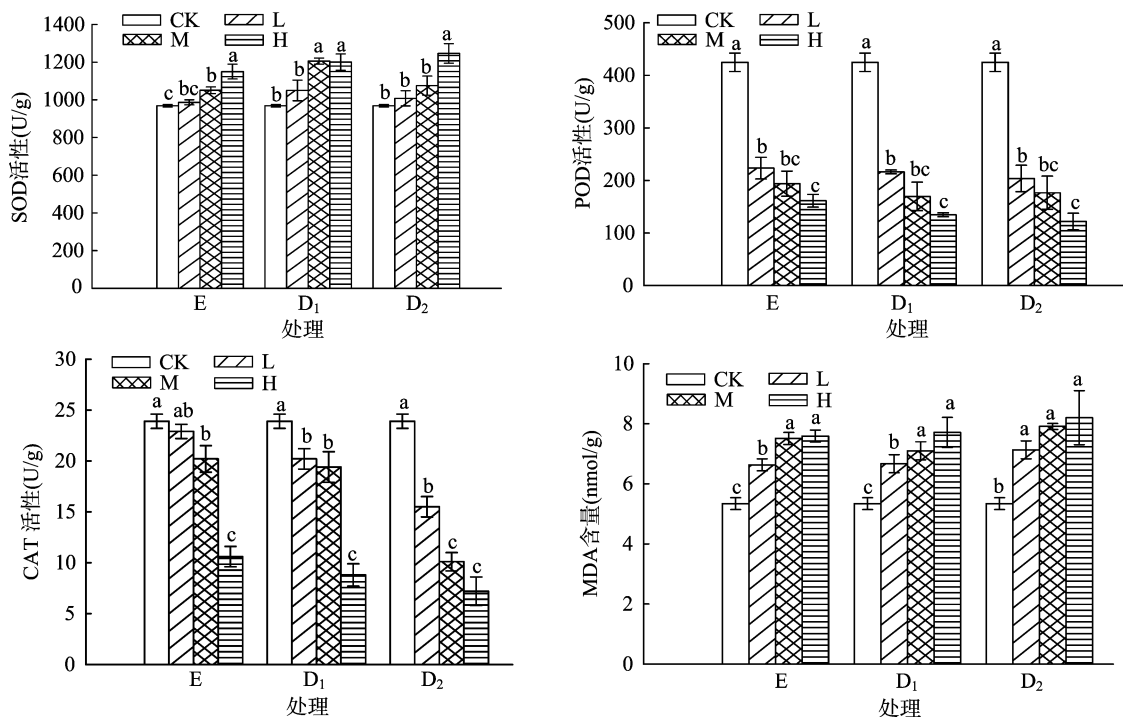 CK L
M H
SOD活性(U/g)
1400
1200
1000
800
600
400
200
0
c bc b a
b b a a
b b b a
E D₁ D₂
处理
CK L
M H
POD活性(U/g)
500
400
300
200
100
0
a b bc c
a b bc c
a b bc c
E D₁ D₂
处理
CK L
M H
CAT 活性(U/g)
30
25
20
15
10
5
0
a ab b c
a b b c
a b c c
E D₁ D₂
处理
CK L
M H
MDA含量(nmol/g)
10
8
6
4
2
0
c b a a
c b a a
b a a a
E D₁ D₂
处理